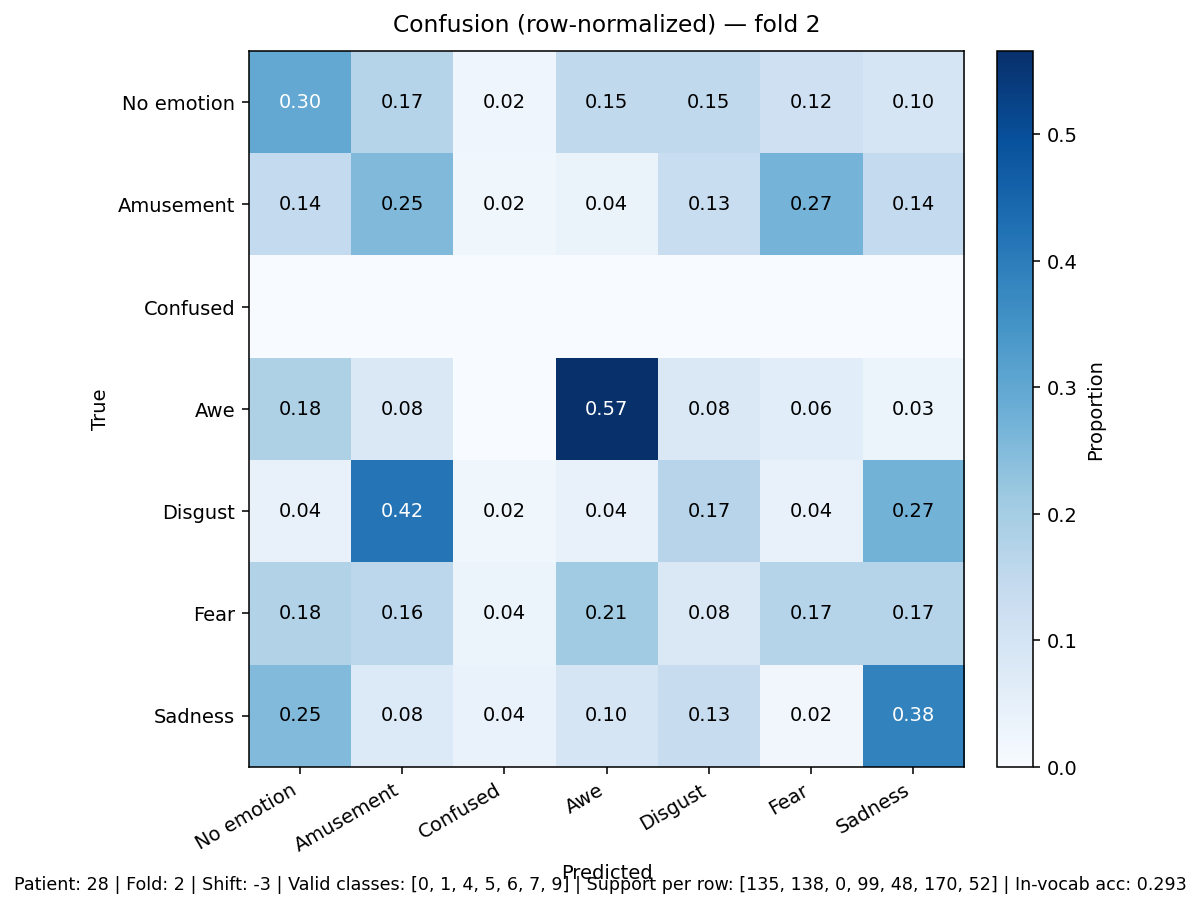 Confusion (row-normalized) — fold 2
No emotion 0.30 0.17 0.02 0.15 0.15 0.12 0.10
Amusement 0.14 0.25 0.02 0.04 0.13 0.27 0.14
Confused
Awe 0.18 0.08 0.57 0.08 0.06 0.03
Disgust 0.04 0.42 0.02 0.04 0.17 0.04 0.27
Fear 0.18 0.16 0.04 0.21 0.08 0.17 0.17
Sadness 0.25 0.08 0.04 0.10 0.13 0.02 0.38
True
No emotion Amusement Confused Awe Disgust Fear Sadness
Predicted
0.5
0.4
0.3
0.2
0.1
0.0
Proportion
Patient: 28 | Fold: 2 | Shift: -3 | Valid classes: [0, 1, 4, 5, 6, 7, 9] | Support per row: [135, 138, 0, 99, 48, 170, 52] | In-vocab acc: 0.293